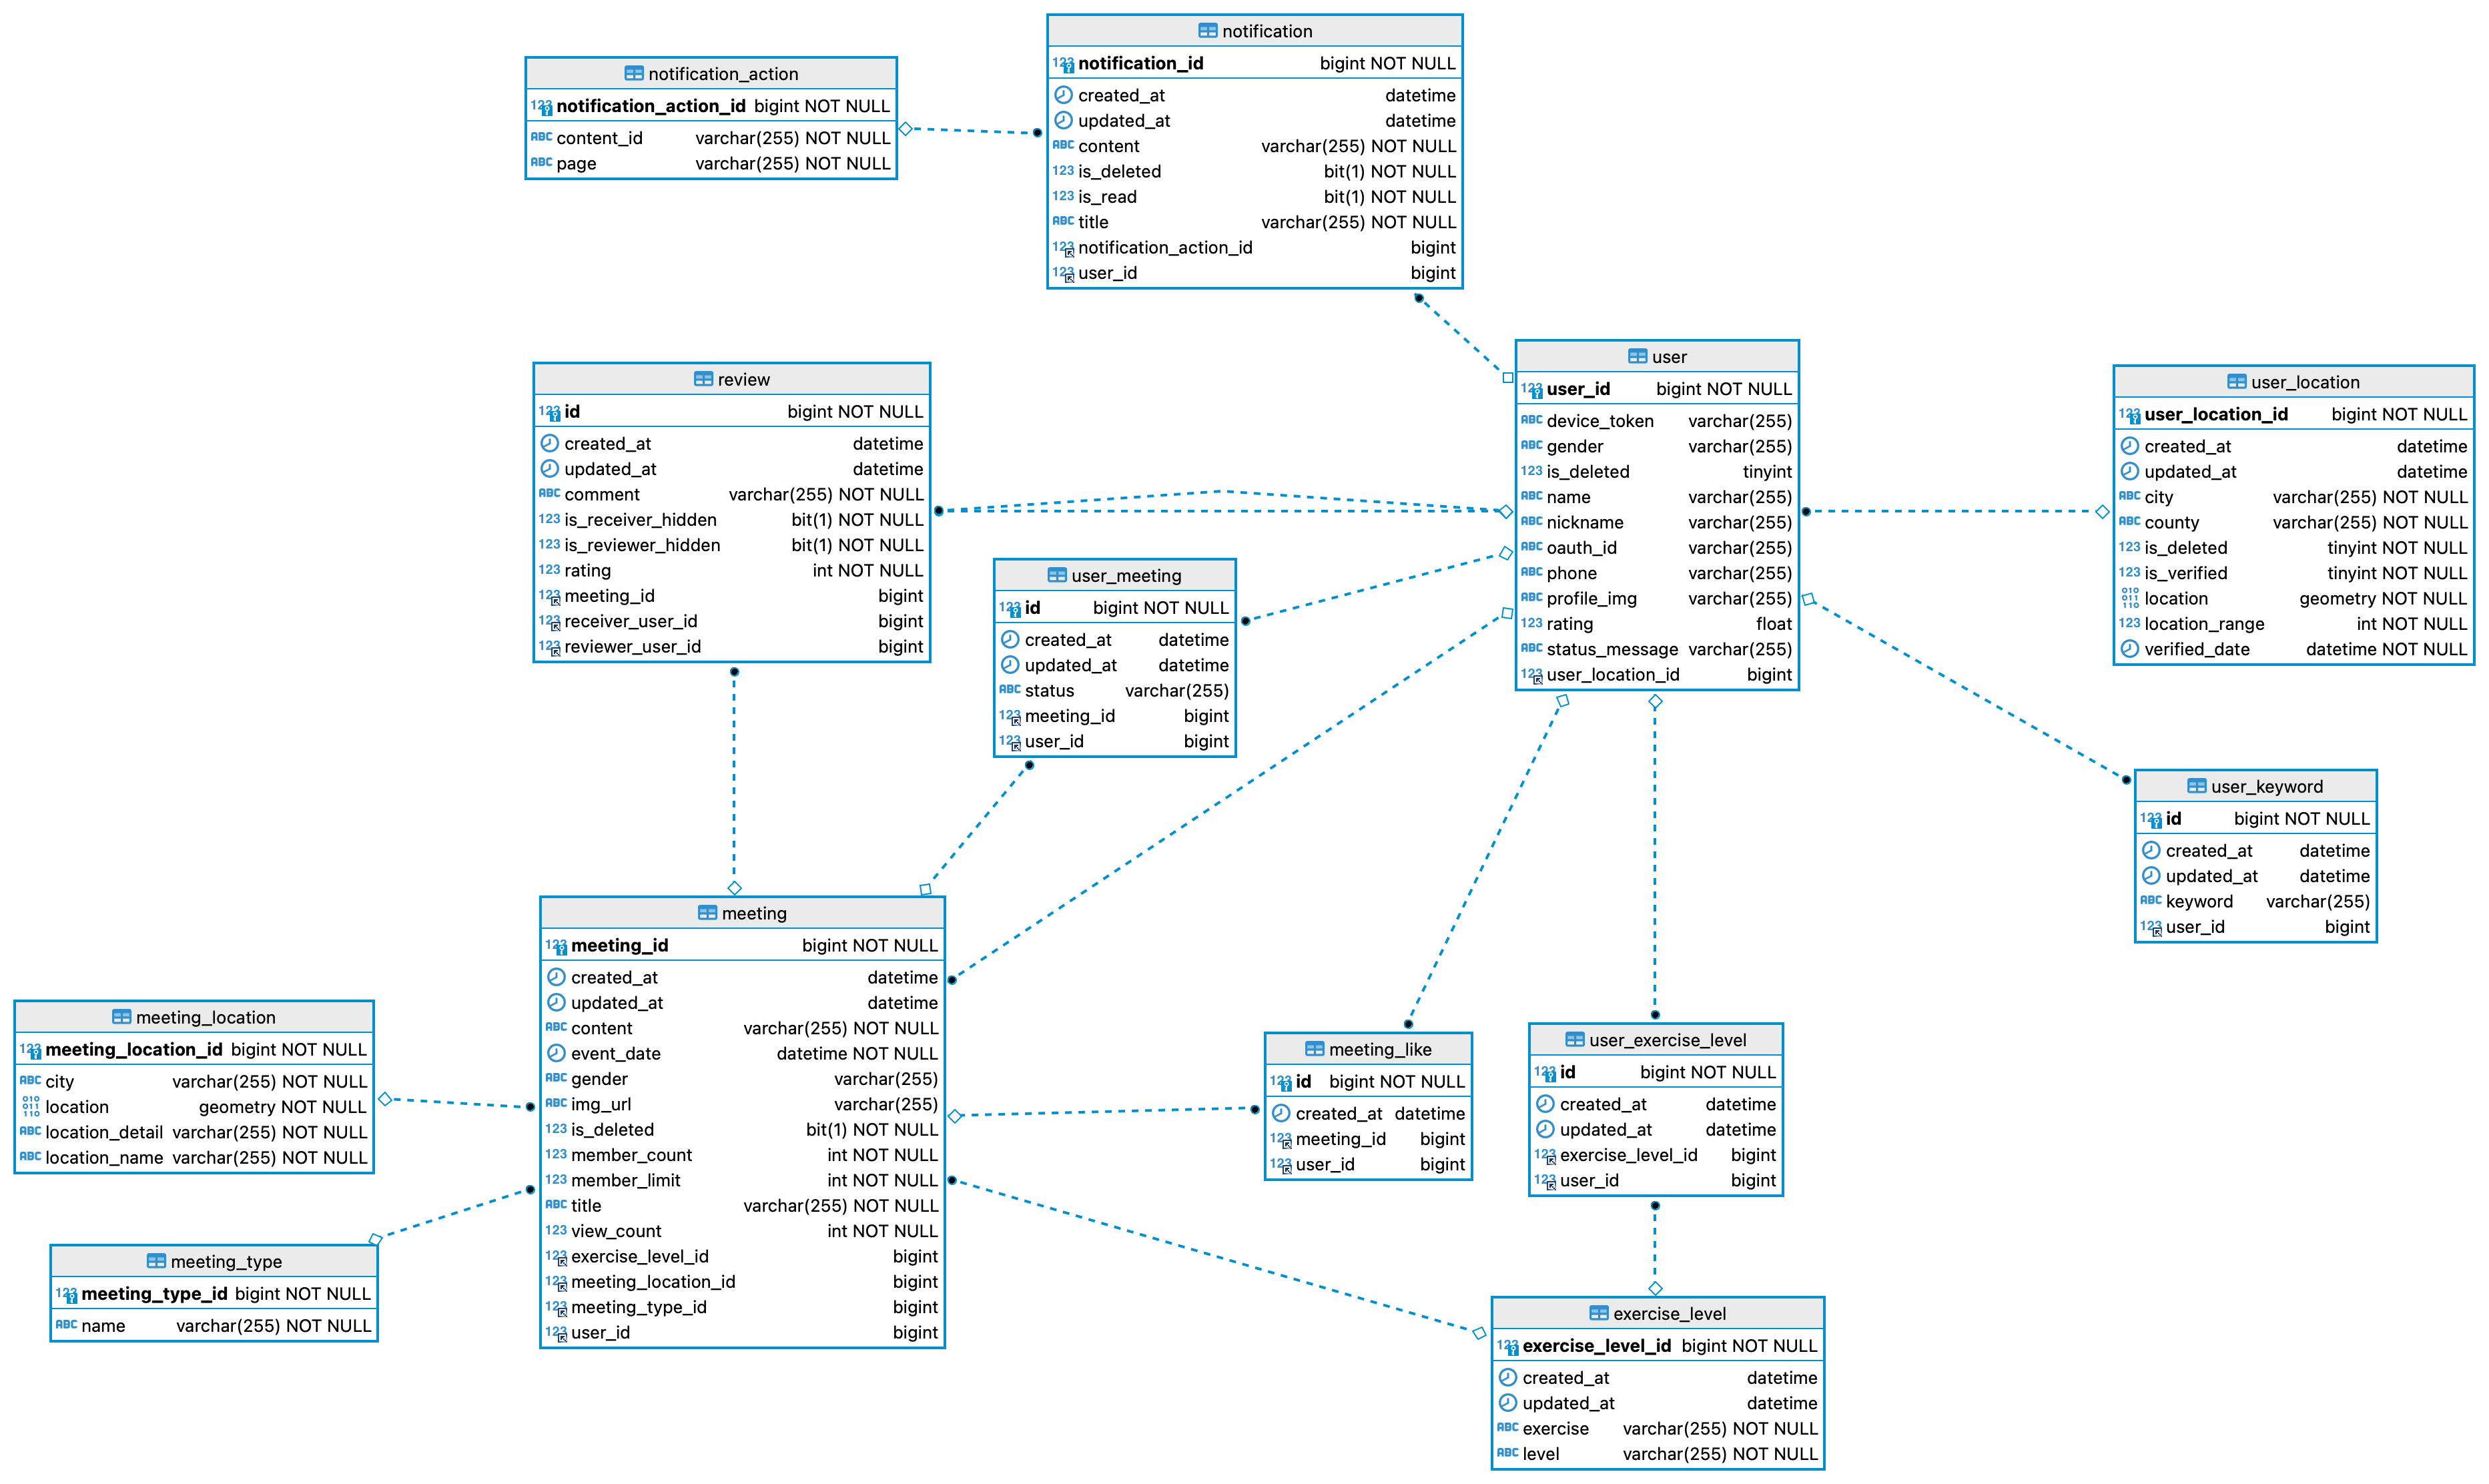 notification
notification_id bigint NOT NULL
created_at datetime
updated_at datetime
content varchar(255) NOT NULL
is_deleted bit(1) NOT NULL
is_read bit(1) NOT NULL
title varchar(255) NOT NULL
notification_action_id bigint
user_id bigint
notification_action
notification_action_id bigint NOT NULL
content_id varchar(255) NOT NULL
page varchar(255) NOT NULL
user
user_id bigint NOT NULL
device_token varchar(255)
gender varchar(255)
is_deleted tinyint
name varchar(255)
nickname varchar(255)
oauth_id varchar(255)
phone varchar(255)
profile_img varchar(255)
rating float
status_message varchar(255)
user_location_id bigint
review
id bigint NOT NULL
created_at datetime
updated_at datetime
comment varchar(255) NOT NULL
is_receiver_hidden bit(1) NOT NULL
is_reviewer_hidden bit(1) NOT NULL
rating int NOT NULL
meeting_id bigint
receiver_user_id bigint
reviewer_user_id bigint
user_location
user_location_id bigint NOT NULL
created_at datetime
updated_at datetime
city varchar(255) NOT NULL
county varchar(255) NOT NULL
is_deleted tinyint NOT NULL
is_verified tinyint NOT NULL
location geometry NOT NULL
location_range int NOT NULL
verified_date datetime NOT NULL
user_meeting
id bigint NOT NULL
created_at datetime
updated_at datetime
status varchar(255)
meeting_id bigint
user_id bigint
user_keyword
id bigint NOT NULL
created_at datetime
updated_at datetime
keyword varchar(255)
user_id bigint
meeting
meeting_id bigint NOT NULL
created_at datetime
updated_at datetime
content varchar(255) NOT NULL
event_date datetime NOT NULL
gender varchar(255)
img_url varchar(255)
is_deleted bit(1) NOT NULL
member_count int NOT NULL
member_limit int NOT NULL
title varchar(255) NOT NULL
view_count int NOT NULL
exercise_level_id bigint
meeting_location_id bigint
meeting_type_id bigint
user_id bigint
meeting_location
meeting_location_id bigint NOT NULL
city varchar(255) NOT NULL
location geometry NOT NULL
location_detail varchar(255) NOT NULL
location_name varchar(255) NOT NULL
meeting_type
meeting_type_id bigint NOT NULL
name varchar(255) NOT NULL
meeting_like
id bigint NOT NULL
created_at datetime
meeting_id bigint
user_id bigint
user_exercise_level
id bigint NOT NULL
created_at datetime
updated_at datetime
exercise_level_id bigint
user_id bigint
exercise_level
exercise_level_id bigint NOT NULL
created_at datetime
updated_at datetime
exercise varchar(255) NOT NULL
level varchar(255) NOT NULL